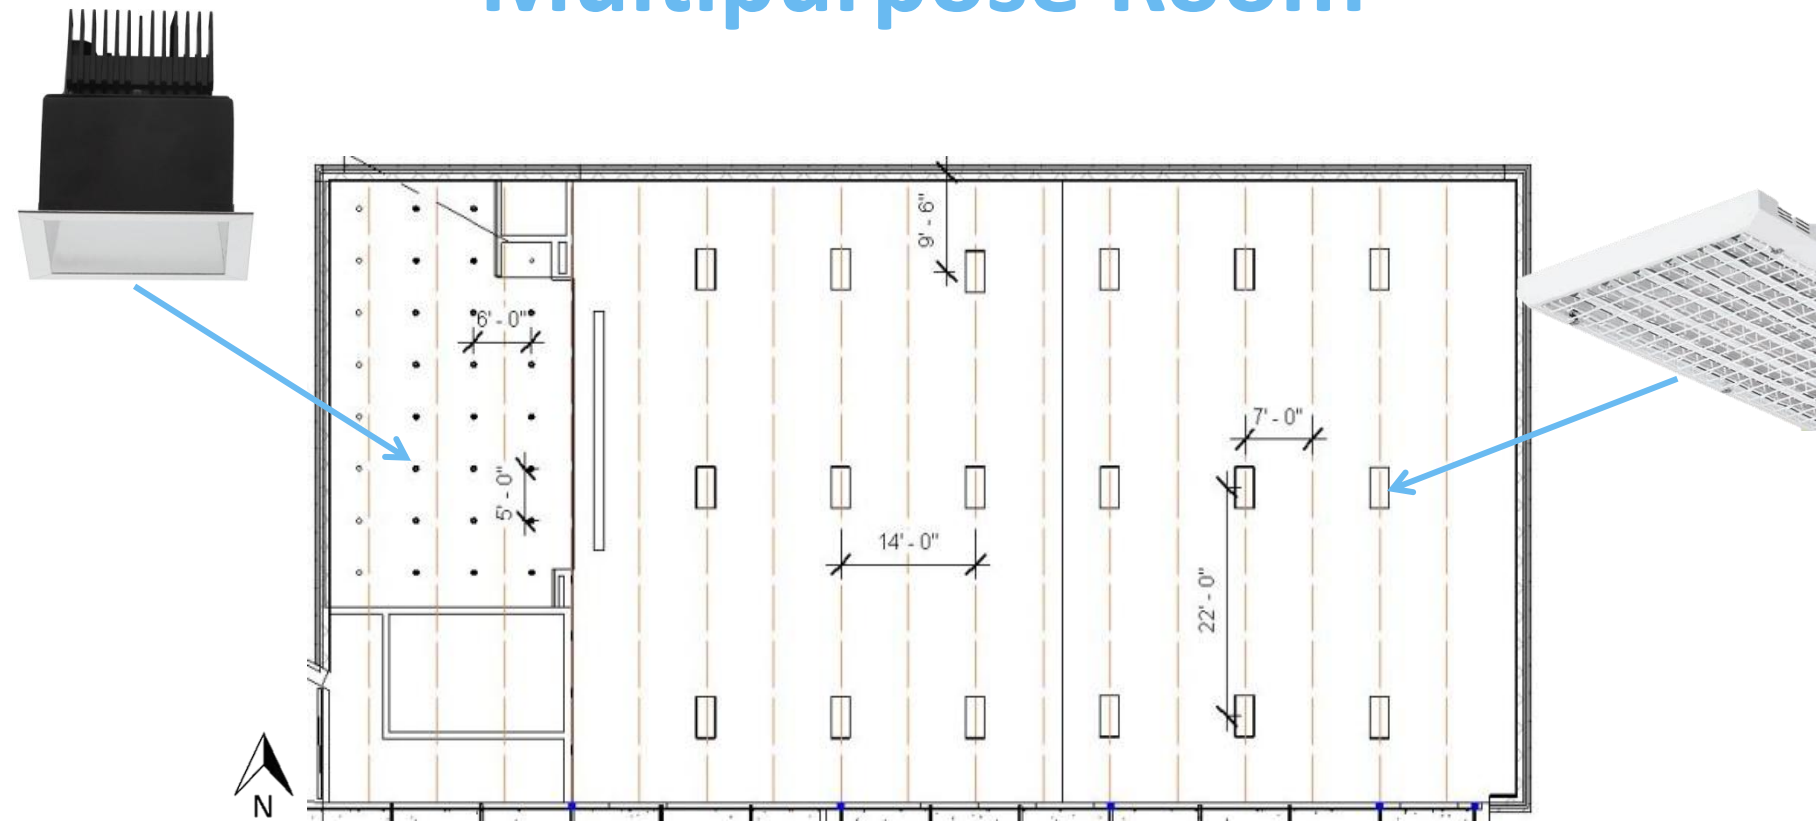 Multipurpose Room
9' - 6"
6' - 0"
7' - 0"
5' - 0"
14' - 0"
22' - 0"
N